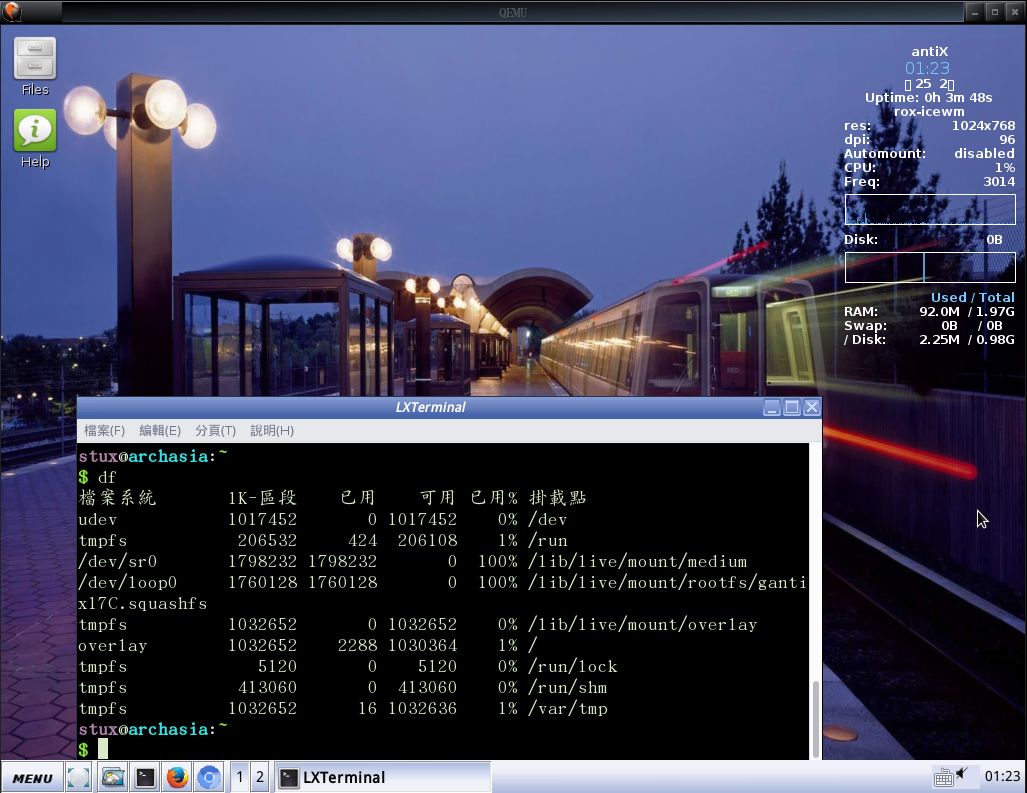 QEMU
Files
Help
antiX
01:23
25 2
Uptime: 0h 3m 48s
rox-icewm
res: 1024x768
dpi: 96
Automount: disabled
CPU: 1%
Freq: 3014
Disk: 0B
Used / Total
RAM: 92.0M / 1.97G
Swap: 0B / 0B
/ Disk: 2.25M / 0.98G
RED
RED
LXTerminal
檔案(F) 編輯(E) 分頁(T) 說明(H)
stux@archasia:~
$ df
檔案系統 1K-區段 已用 可用 已用% 掛載點
udev 1017452 0 1017452 0% /dev
tmpfs 206532 424 206108 1% /run
/dev/sr0 1798232 1798232 0 100% /lib/live/mount/medium
/dev/loop0 1760128 1760128 0 100% /lib/live/mount/rootfs/ganti
x17C.squashfs
tmpfs 1032652 0 1032652 0% /lib/live/mount/overlay
overlay 1032652 2288 1030364 1% /
tmpfs 5120 0 5120 0% /run/lock
tmpfs 413060 0 413060 0% /run/shm
tmpfs 1032652 16 1032636 1% /var/tmp
stux@archasia:~
$
MENU 1 2 LXTerminal 01:23